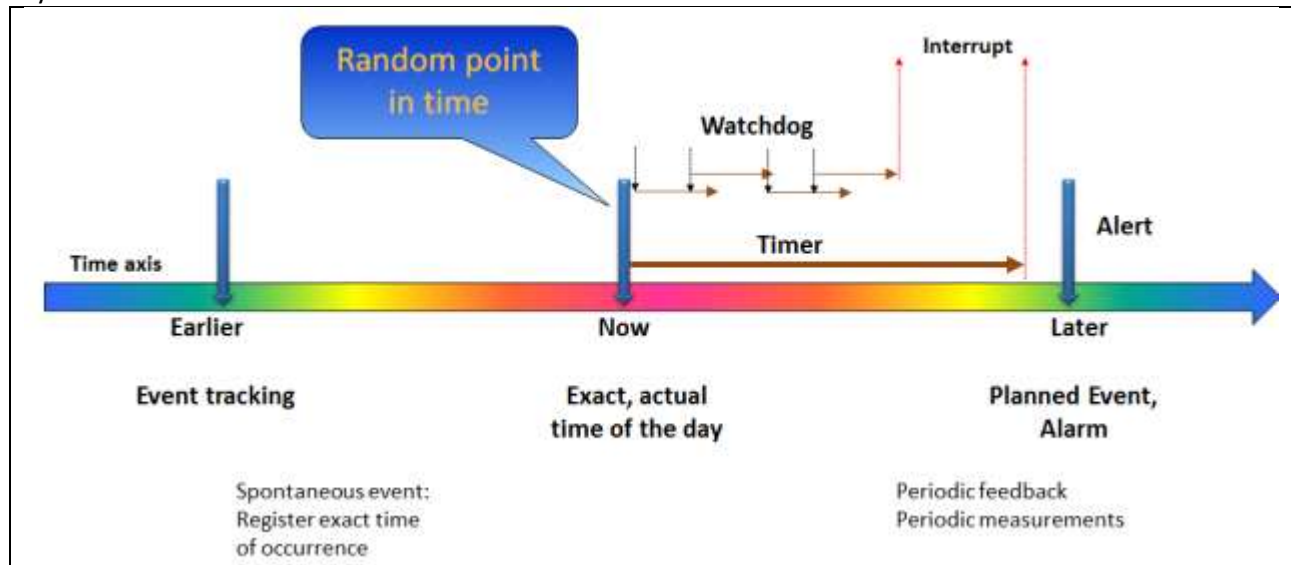 Random point
in time
Interrupt
Watchdog
Alert
Timer
Time axis
Earlier
Now
Later
Event tracking
Exact, actual
time of the day
Planned Event,
Alarm
Spontaneous event:
Register exact time
of occurrence
Periodic feedback
Periodic measurements